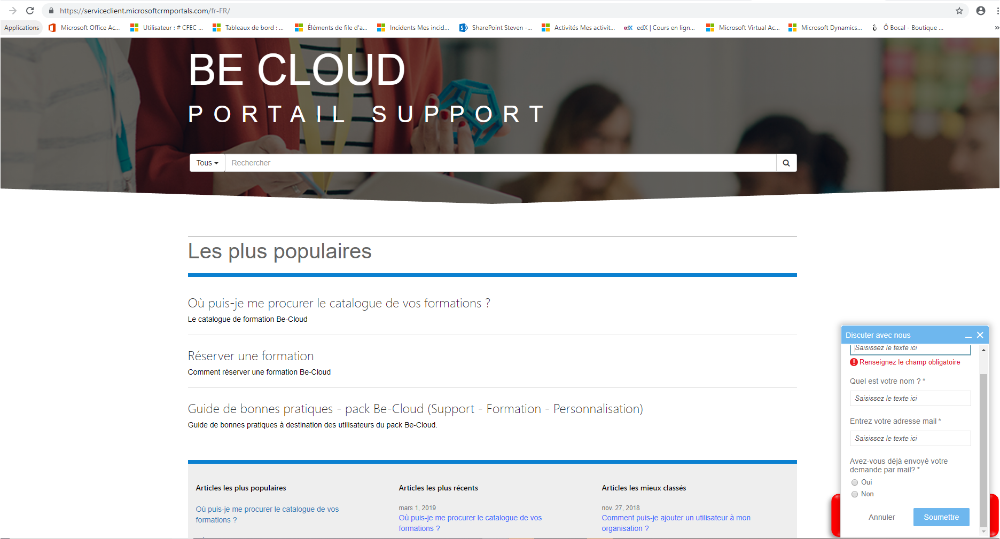 https://serviceclient.microsoftcrmportals.com/fr-FR/
Applications
Microsoft Office Ac...
Utilisateur : # CFEC ...
Tableaux de bord : ...
Éléments de file d'a...
Incidents Mes incid...
SharePoint Steven -...
Activités Mes activit...
edX | Cours en lign...
Microsoft Virtual Ac...
Microsoft Dynamics...
Ô Bocal - Boutique ...
BE CLOUD
PORTAIL SUPPORT
Tous
Rechercher
Les plus populaires
Où puis-je me procurer le catalogue de vos formations ?
Le catalogue de formation Be-Cloud
Réserver une formation
Comment réserver une formation Be-Cloud
Guide de bonnes pratiques - pack Be-Cloud (Support - Formation - Personnalisation)
Guide de bonnes pratiques à destination des utilisateurs du pack Be-Cloud.
Articles les plus populaires
Où puis-je me procurer le catalogue de vos
formations ?
Articles les plus récents
mars 1, 2019
Où puis-je me procurer le catalogue de vos
formations ?
Articles les mieux classés
nov. 27, 2018
Comment puis-je ajouter un utilisateur à mon
organisation ?
Discuter avec nous
Saisissez le texte ici
Renseignez le champ obligatoire
Quel est votre nom ? *
Saisissez le texte ici
Entrez votre adresse mail *
Saisissez le texte ici
Avez-vous déjà envoyé votre
demande par mail? *
Oui
Non
Annuler
Soumettre